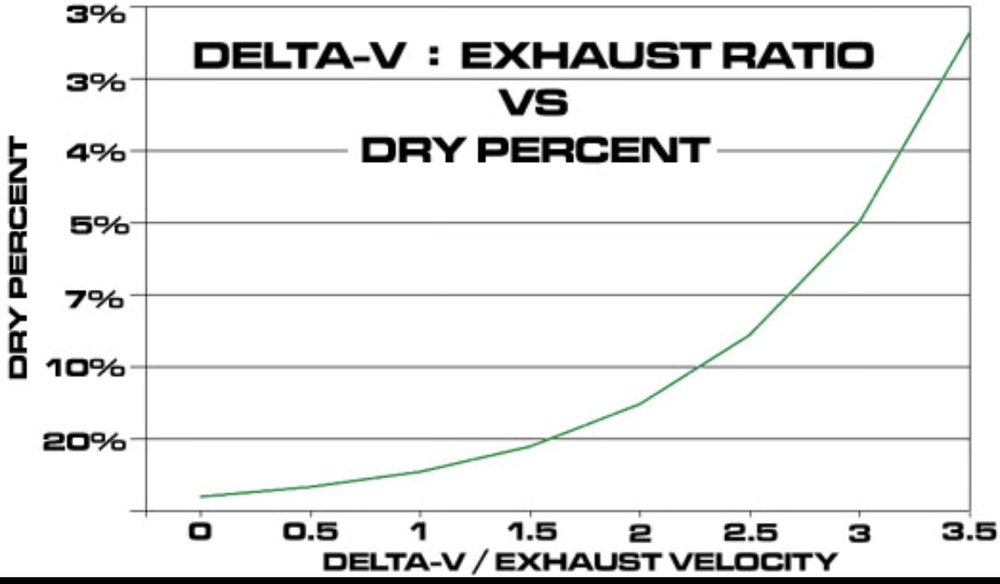 3%
DELTA-V : EXHAUST RATIO
3%
VS
4%
DRY PERCENT
5%
7%
10%
20%
DRY PERCENT
0 0.5 1 1.5 2 2.5 3 3.5
DELTA-V / EXHAUST VELOCITY